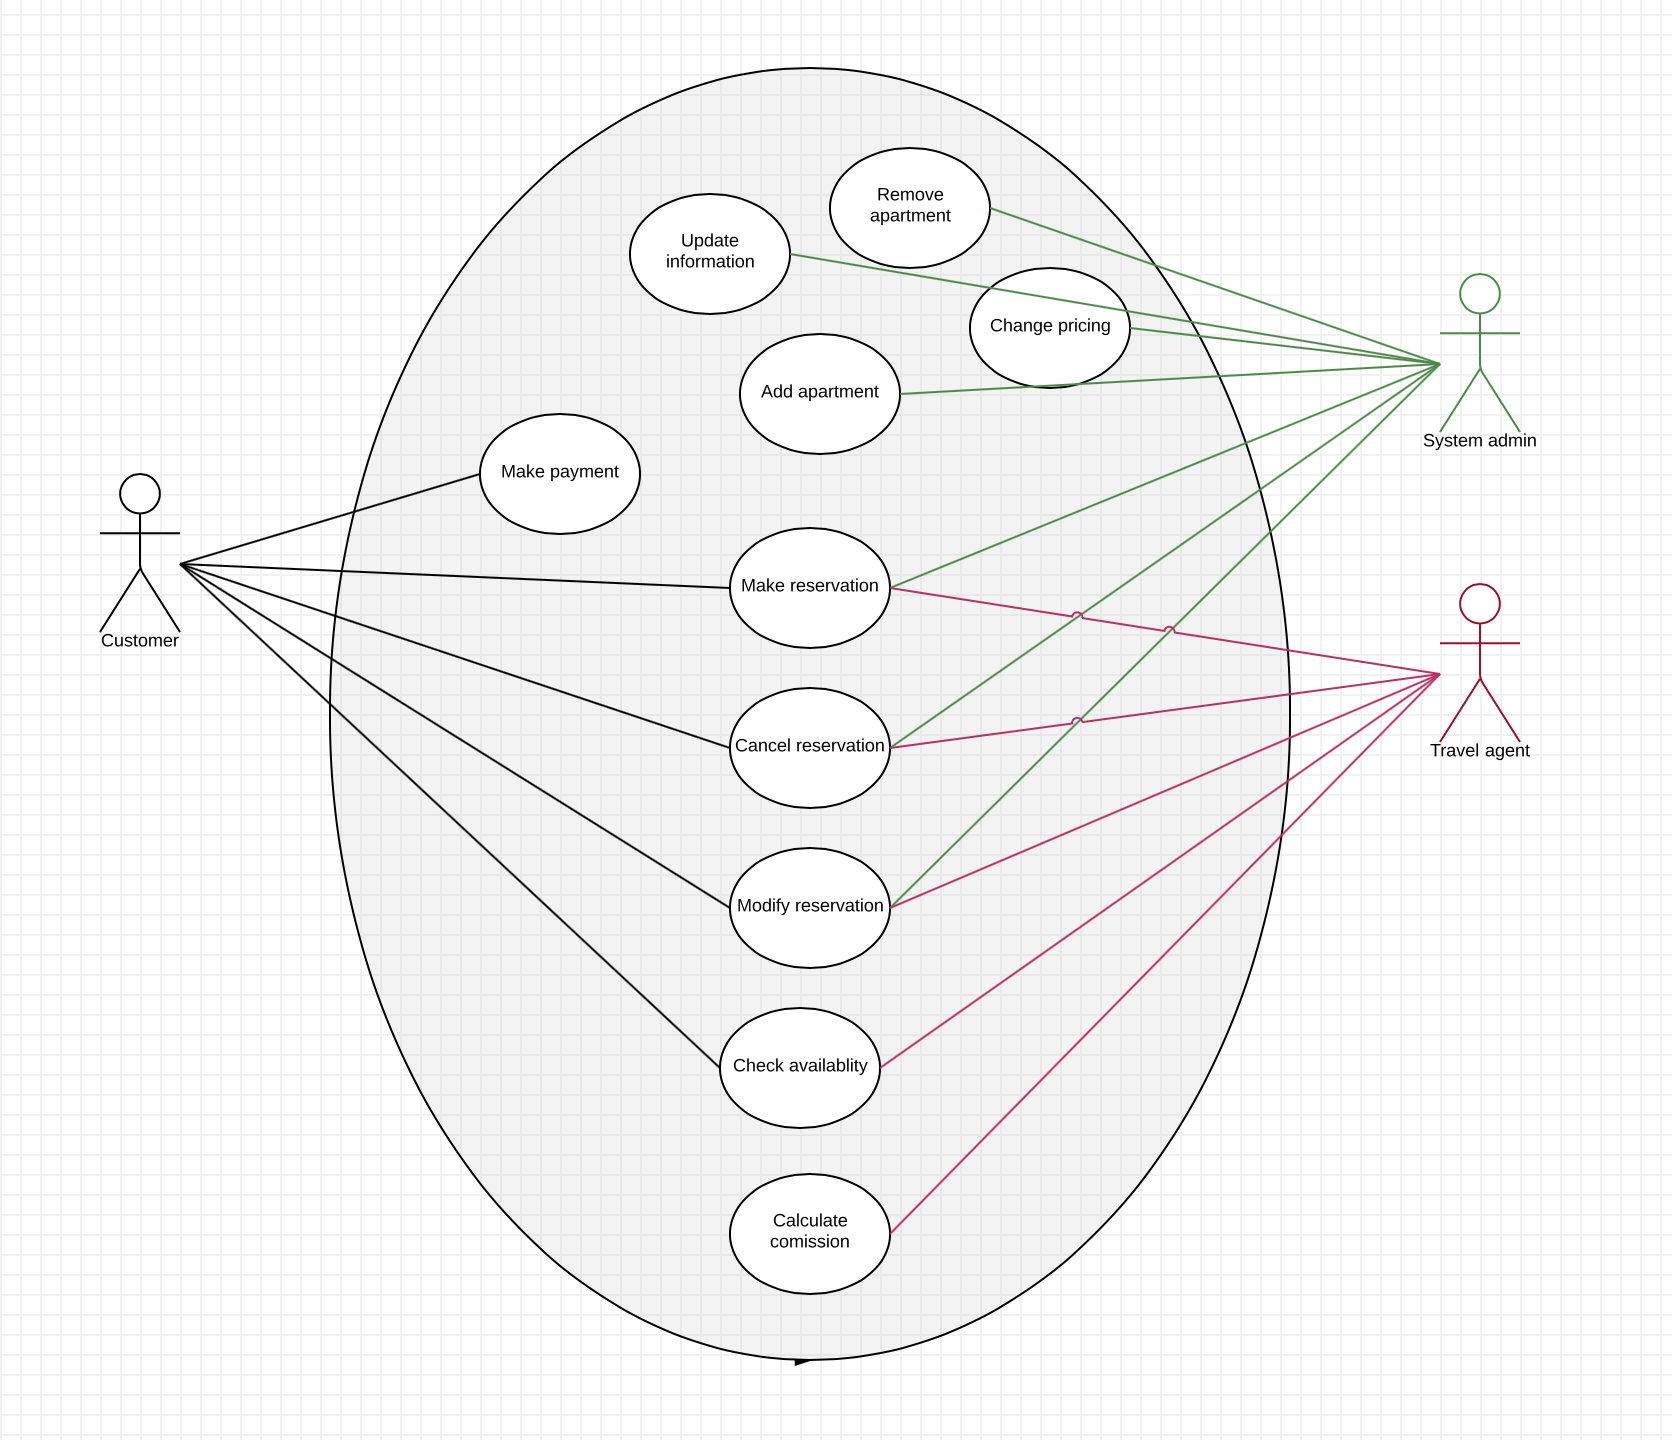 Remove
apartment
Update
information
Change pricing
Add apartment
System admin
Make payment
Make reservation
Customer
Cancel reservation
Travel agent
Modify reservation
Check availablity
Calculate
comission